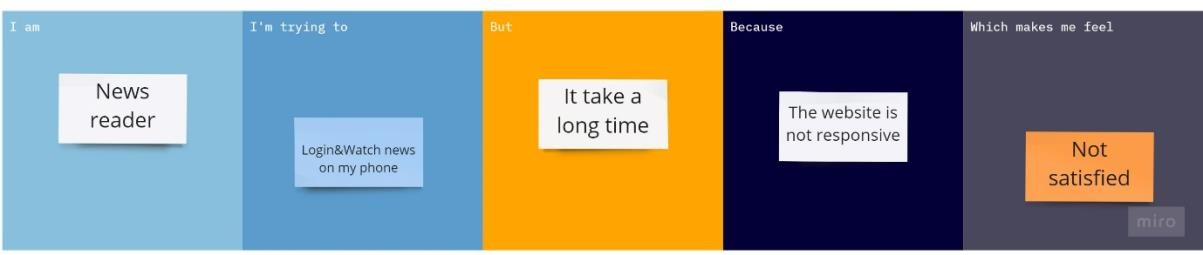 I am
News
reader
I'm trying to
Login&Watch news
on my phone
But
It take a
long time
Because
The website is
not responsive
Which makes me feel
Not
satisfied
miro